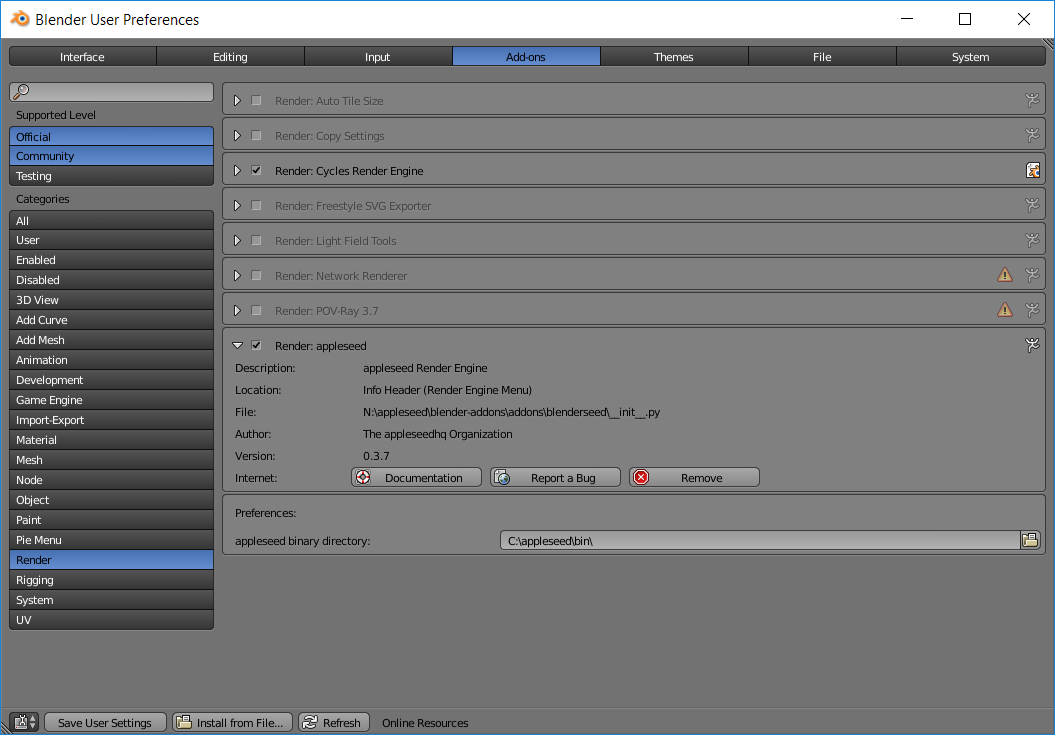 Blender User Preferences
Interface Editing Input Add-ons Themes File System
Supported Level
Official
Community
Testing
Categories
All
User
Enabled
Disabled
3D View
Add Curve
Add Mesh
Animation
Development
Game Engine
Import-Export
Material
Mesh
Node
Object
Paint
Pie Menu
Render
Rigging
System
UV
Render: Auto Tile Size
Render: Copy Settings
Render: Cycles Render Engine
Render: Freestyle SVG Exporter
Render: Light Field Tools
Render: Network Renderer
Render: POV-Ray 3.7
Render: appleseed
Description: appleseed Render Engine
Location: Info Header (Render Engine Menu)
File: N:\appleseed\blender-addons\addons\blenderseed\__init__.py
Author: The appleseedhq Organization
Version: 0.3.7
Internet: Documentation Report a Bug Remove
Preferences:
appleseed binary directory: C:\appleseed\bin\
Save User Settings Install from File... Refresh Online Resources